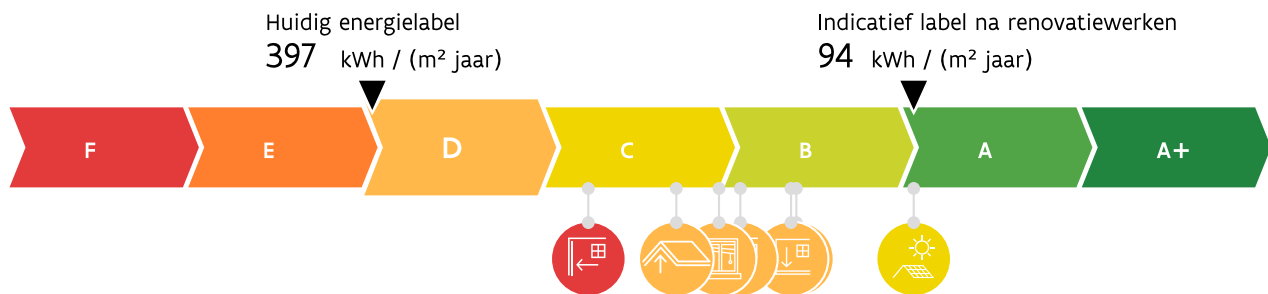 Huidig energielabel
397 kWh / (m² jaar)
Indicatief label na renovatiewerken
94 kWh / (m² jaar)
F E D C B A A+